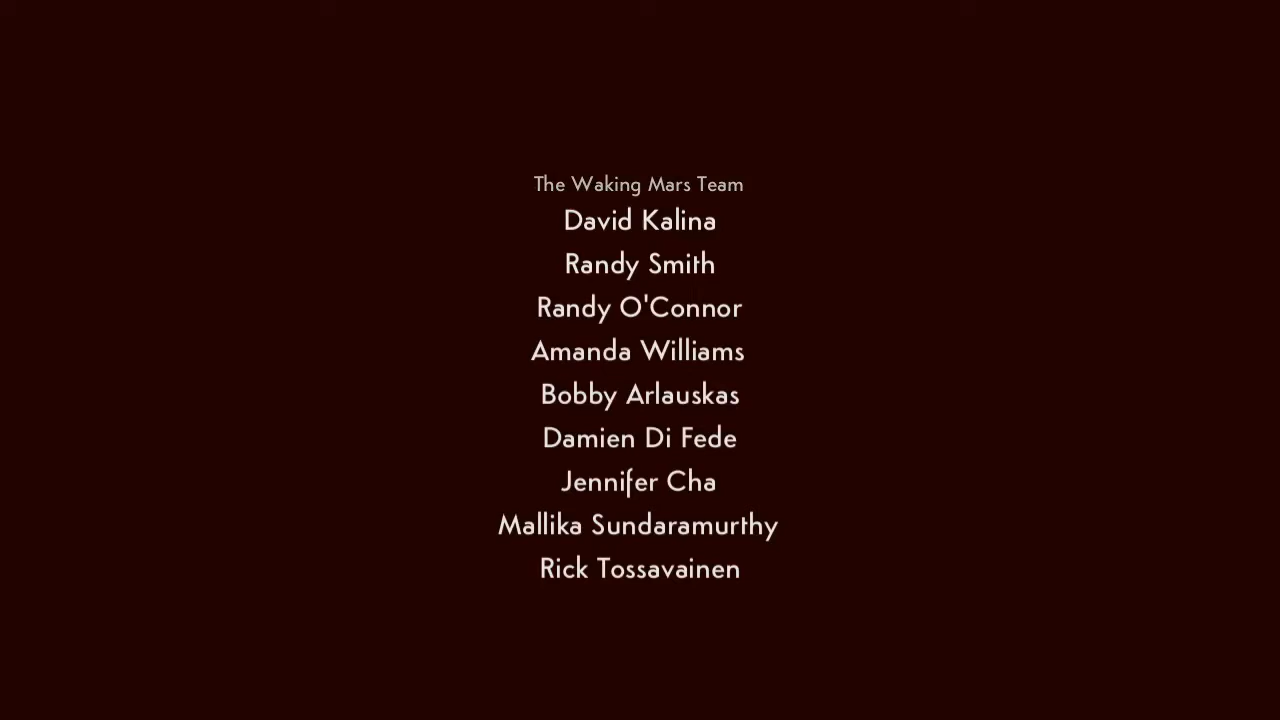 The Waking Mars Team
David Kalina
Randy Smith
Randy O'Connor
Amanda Williams
Bobby Arlauskas
Damien Di Fede
Jennifer Cha
Mallika Sundaramurthy
Rick Tossavainen